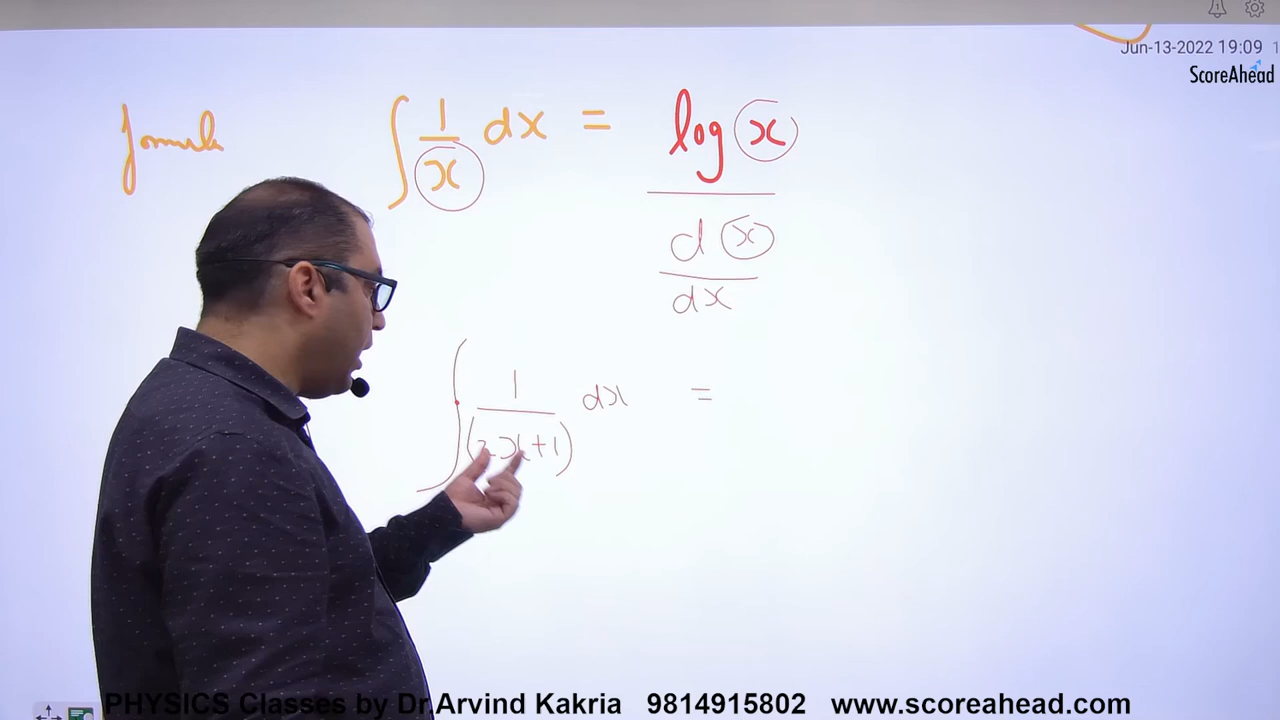 Jun-13-2022 19:09 1
ScoreAhead
formula ∫ 1/x dx = log x / (d x / dx)
∫ 1/(2x+1) dx =
PHYSICS Classes by Dr.Arvind Kakria 9814915802 www.scoreahead.com